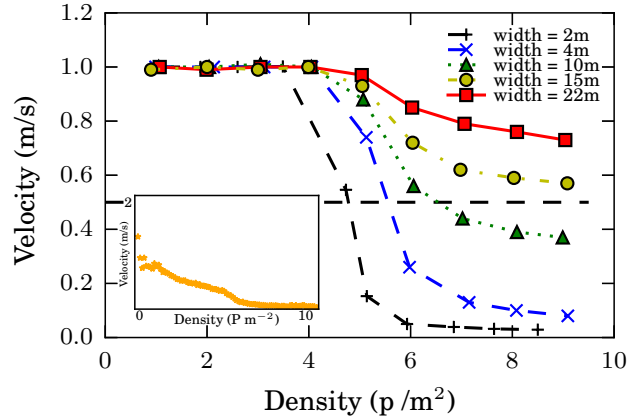 1.2
1.0
0.8
0.6
0.4
0.2
0.0
0 2 4 6 8 10
Velocity (m/s)
Density (p /m²)
width = 2m
width = 4m
width = 10m
width = 15m
width = 22m
2
Velocity (m/s)
0 10
Density (P m⁻²)